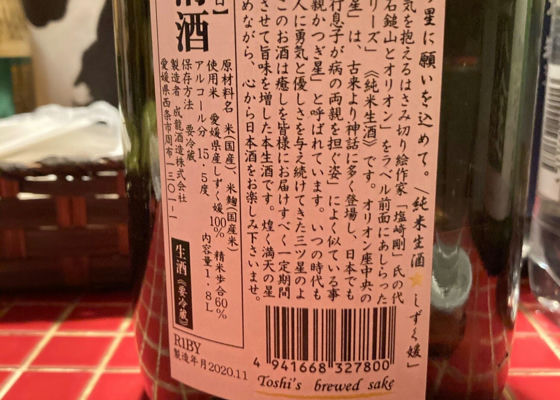 星に願いを込めて。\純米生酒★しずく媛〟
気を抱えるはさみ切り絵作家「塩崎剛」氏の代
石鎚山とオリオン」をラベル前面にあしらった
リーズ」《純米生酒》です。オリオン座中央の
星」は、古来より神話に多く登場し、日本でも
行息子が病の両親を担ぐ姿」によく似ている事
親かつぎ星」と呼ばれています。いつの時代も
人に勇気と優しさを与え続けてきた三ツ星のよ
このお酒は癒しを皆様にお届けすべく一定期間
させて旨味を増した本生酒です。煌く満天の星
めながら、心から日本酒をお楽しみ下さいませ。
清酒
原材料名 米(国産)、米麹(国産米)
使用米 愛媛県産しずく媛100% 精米歩合60%
アルコール分 15.5度 内容量1.8L
保存方法 要冷蔵
製造者 成龍酒造株式会社
愛媛県西条市周布一三〇一-一
生酒《要冷蔵》
R1BY
製造年月2020.11
4 941668 327800
Toshi's brewed sake